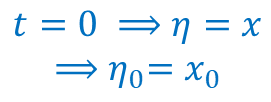 t = 0 ⟹ η = x
⟹ η₀= x₀